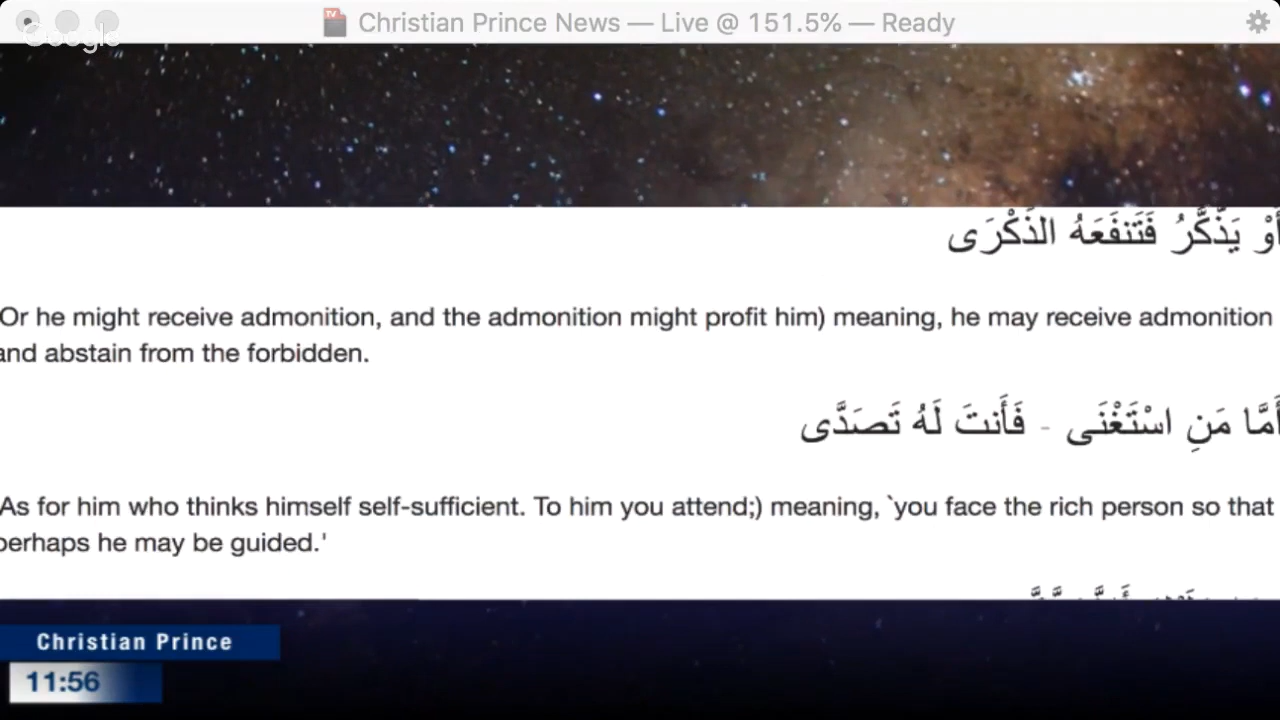 Christian Prince News — Live @ 151.5% — Ready
Google
أَوْ يَذَّكَّرُ فَتَنفَعَهُ الذِّكْرَى
Or he might receive admonition, and the admonition might profit him) meaning, he may receive admonition
and abstain from the forbidden.
أَمَّا مَنِ اسْتَغْنَى - فَأَنتَ لَهُ تَصَدَّى
As for him who thinks himself self-sufficient. To him you attend;) meaning, `you face the rich person so that
perhaps he may be guided.'
Christian Prince
11:56